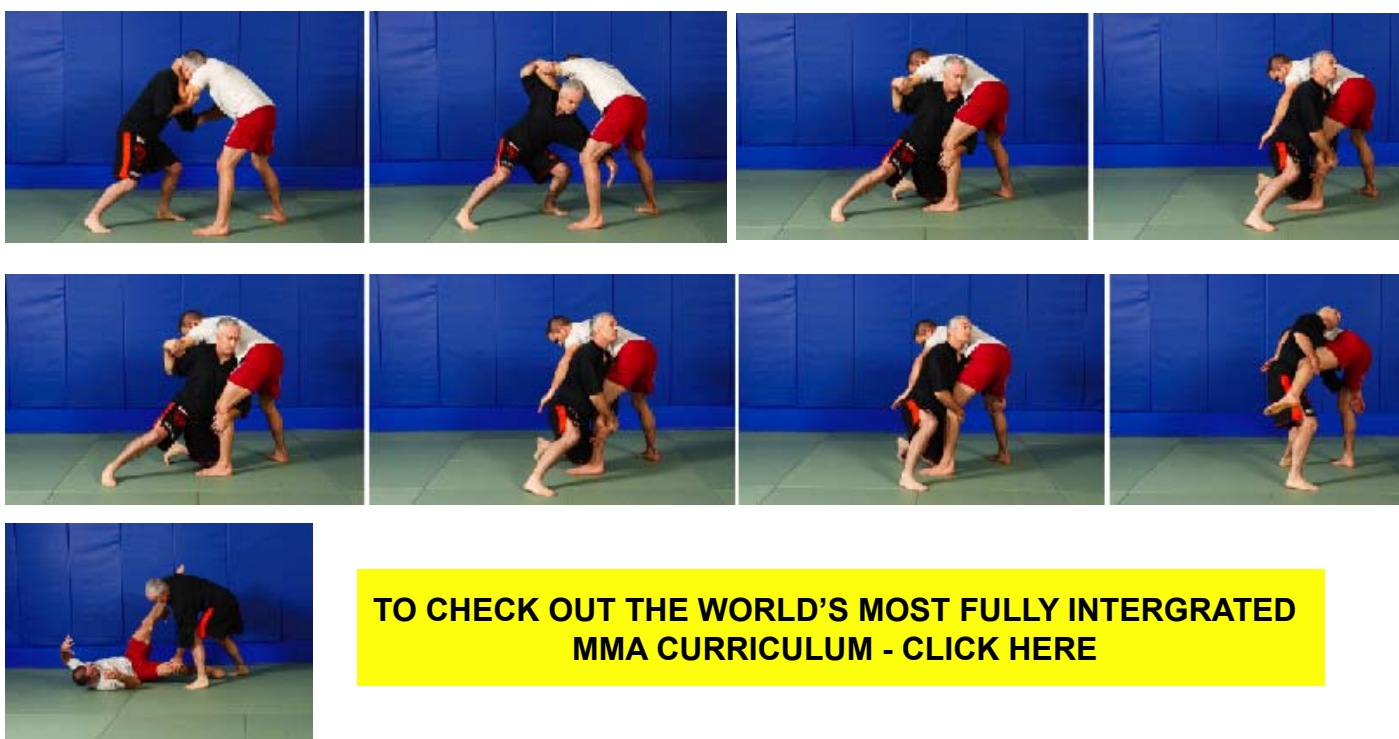 TO CHECK OUT THE WORLD’S MOST FULLY INTERGRATED
MMA CURRICULUM - CLICK HERE